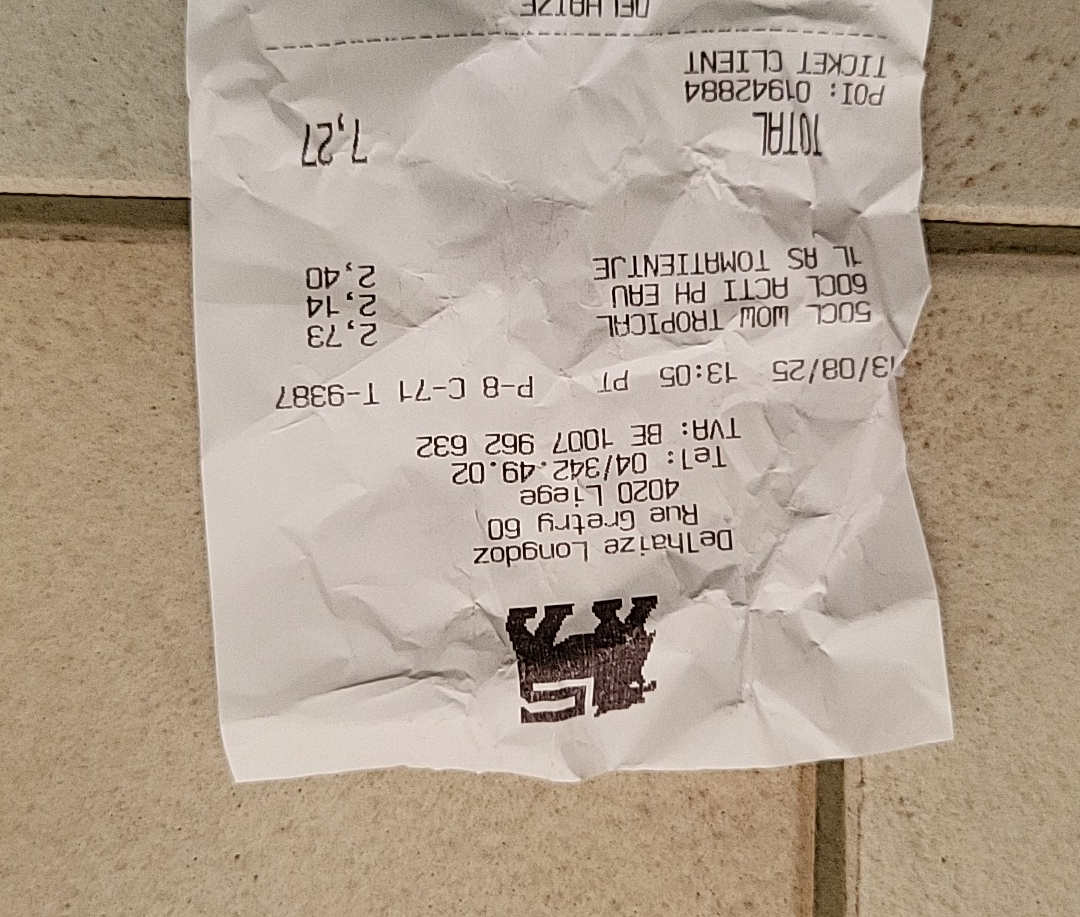 Delhaize Longdoz
Rue Gretry 60
4020 Liege
Tel: 04/342.49.02
TVA: BE 1007 962 632
13/08/25 13:05 PT P-8 C-71 T-9387
50CL WOW TROPICAL 2,73
60CL ACTI PH EAU 2,14
1L AS TOMATIENTJE 2,40
TOTAL 7,27
POI: 01942884
TICKET CLIENT
DELHAIZE